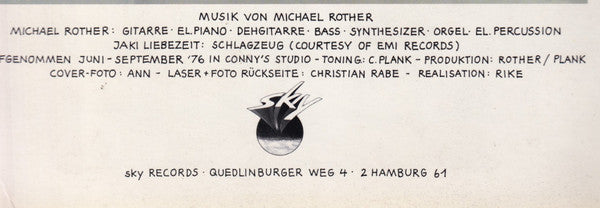 MUSIK VON MICHAEL ROTHER
MICHAEL ROTHER: GITARRE · EL.PIANO · DEHGITARRE · BASS · SYNTHESIZER · ORGEL · EL. PERCUSSION
JAKI LIEBEZEIT: SCHLAGZEUG (COURTESY OF EMI RECORDS)
FGENOMMEN JUNI - SEPTEMBER '76 IN CONNY'S STUDIO - TONING: C. PLANK - PRODUKTION: ROTHER / PLANK
COVER-FOTO: ANN - LASER + FOTO RÜCKSEITE: CHRISTIAN RABE - REALISATION: RIKE
sky
sky RECORDS · QUEDLINBURGER WEG 4 · 2 HAMBURG 61